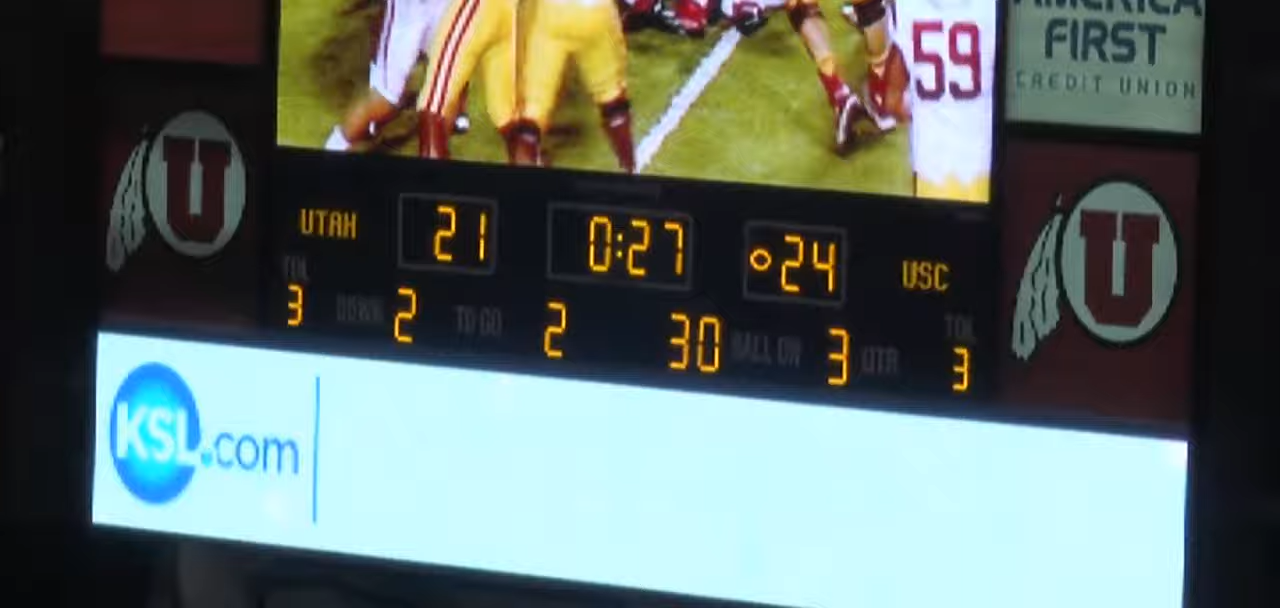 AMERICA
FIRST
CREDIT UNION
59
U
U
UTAH 21 0:27 24 USC
TOL TOL
3 DOWN 2 TO GO 2 30 BALL ON 3 QTR 3
KSL.com